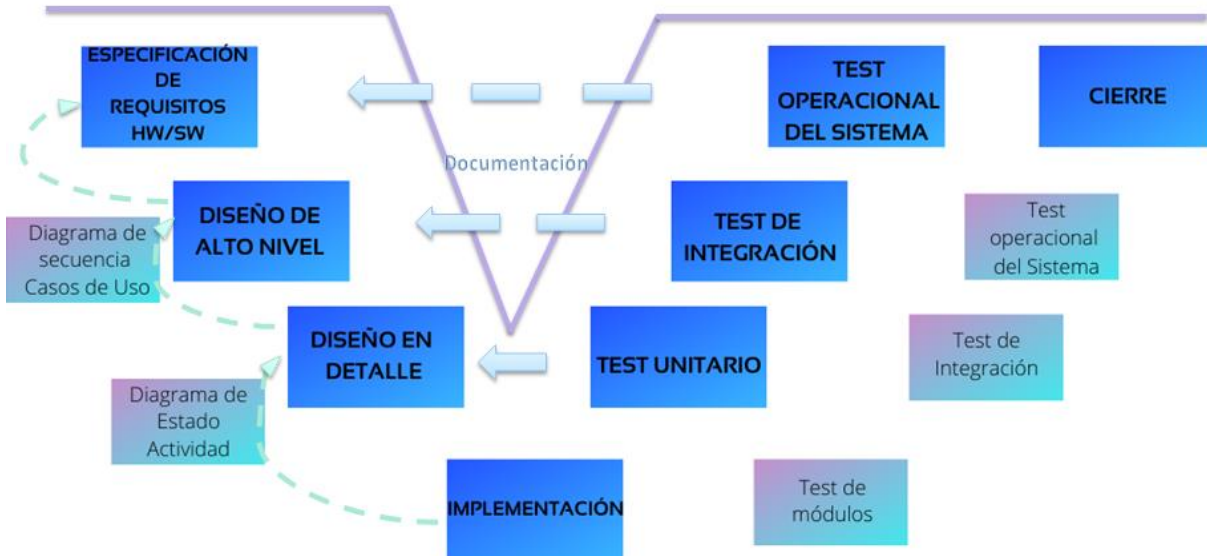 ESPECIFICACIÓN
DE
REQUISITOS
HW/SW
TEST
OPERACIONAL
DEL SISTEMA
CIERRE
Documentación
DISEÑO DE
ALTO NIVEL
TEST DE
INTEGRACIÓN
Test
operacional
del Sistema
Diagrama de
secuencia
Casos de Uso
DISEÑO EN
DETALLE
TEST UNITARIO
Test de
Integración
Diagrama de
Estado
Actividad
IMPLEMENTACIÓN
Test de
módulos